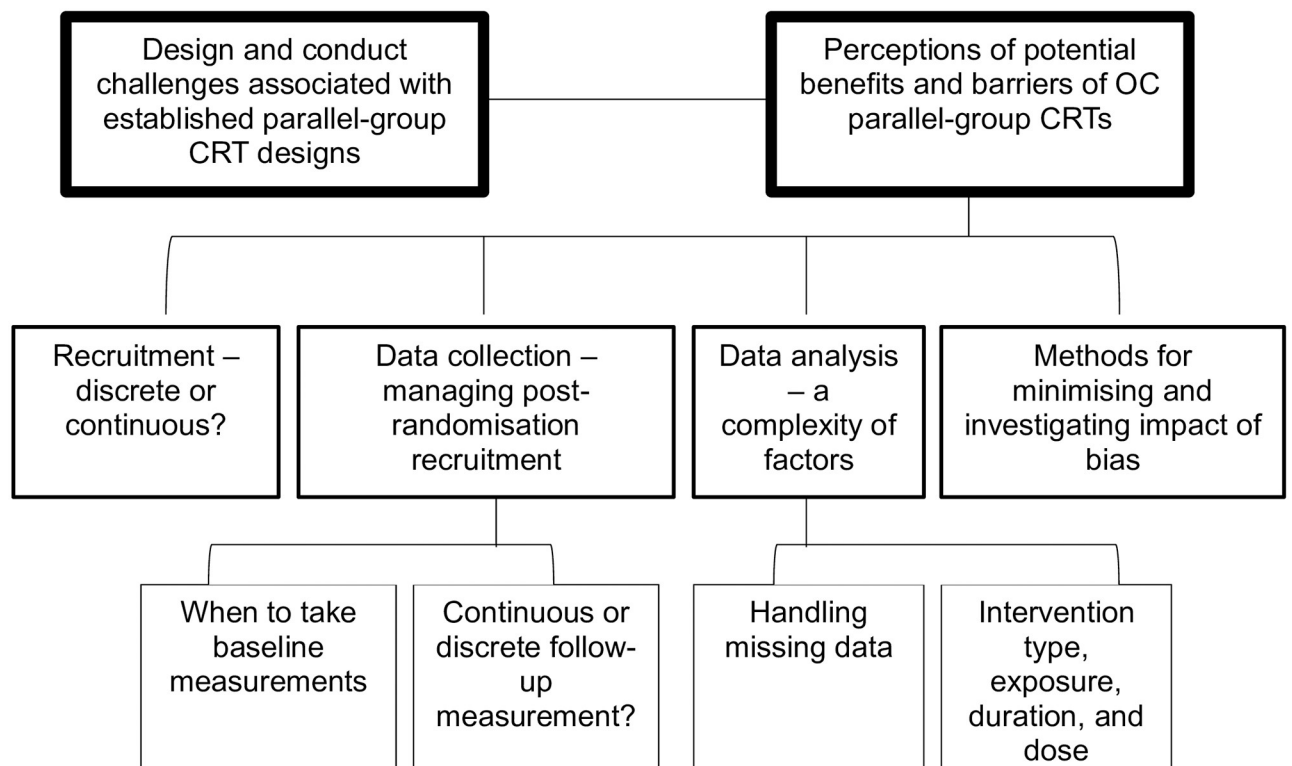 Design and conduct
challenges associated with
established parallel-group
CRT designs
Perceptions of potential
benefits and barriers of OC
parallel-group CRTs
Recruitment –
discrete or
continuous?
Data collection –
managing post-
randomisation
recruitment
Data analysis
– a
complexity of
factors
Methods for
minimising and
investigating impact of
bias
When to take
baseline
measurements
Continuous or
discrete follow-
up
measurement?
Handling
missing data
Intervention
type,
exposure,
duration, and
dose